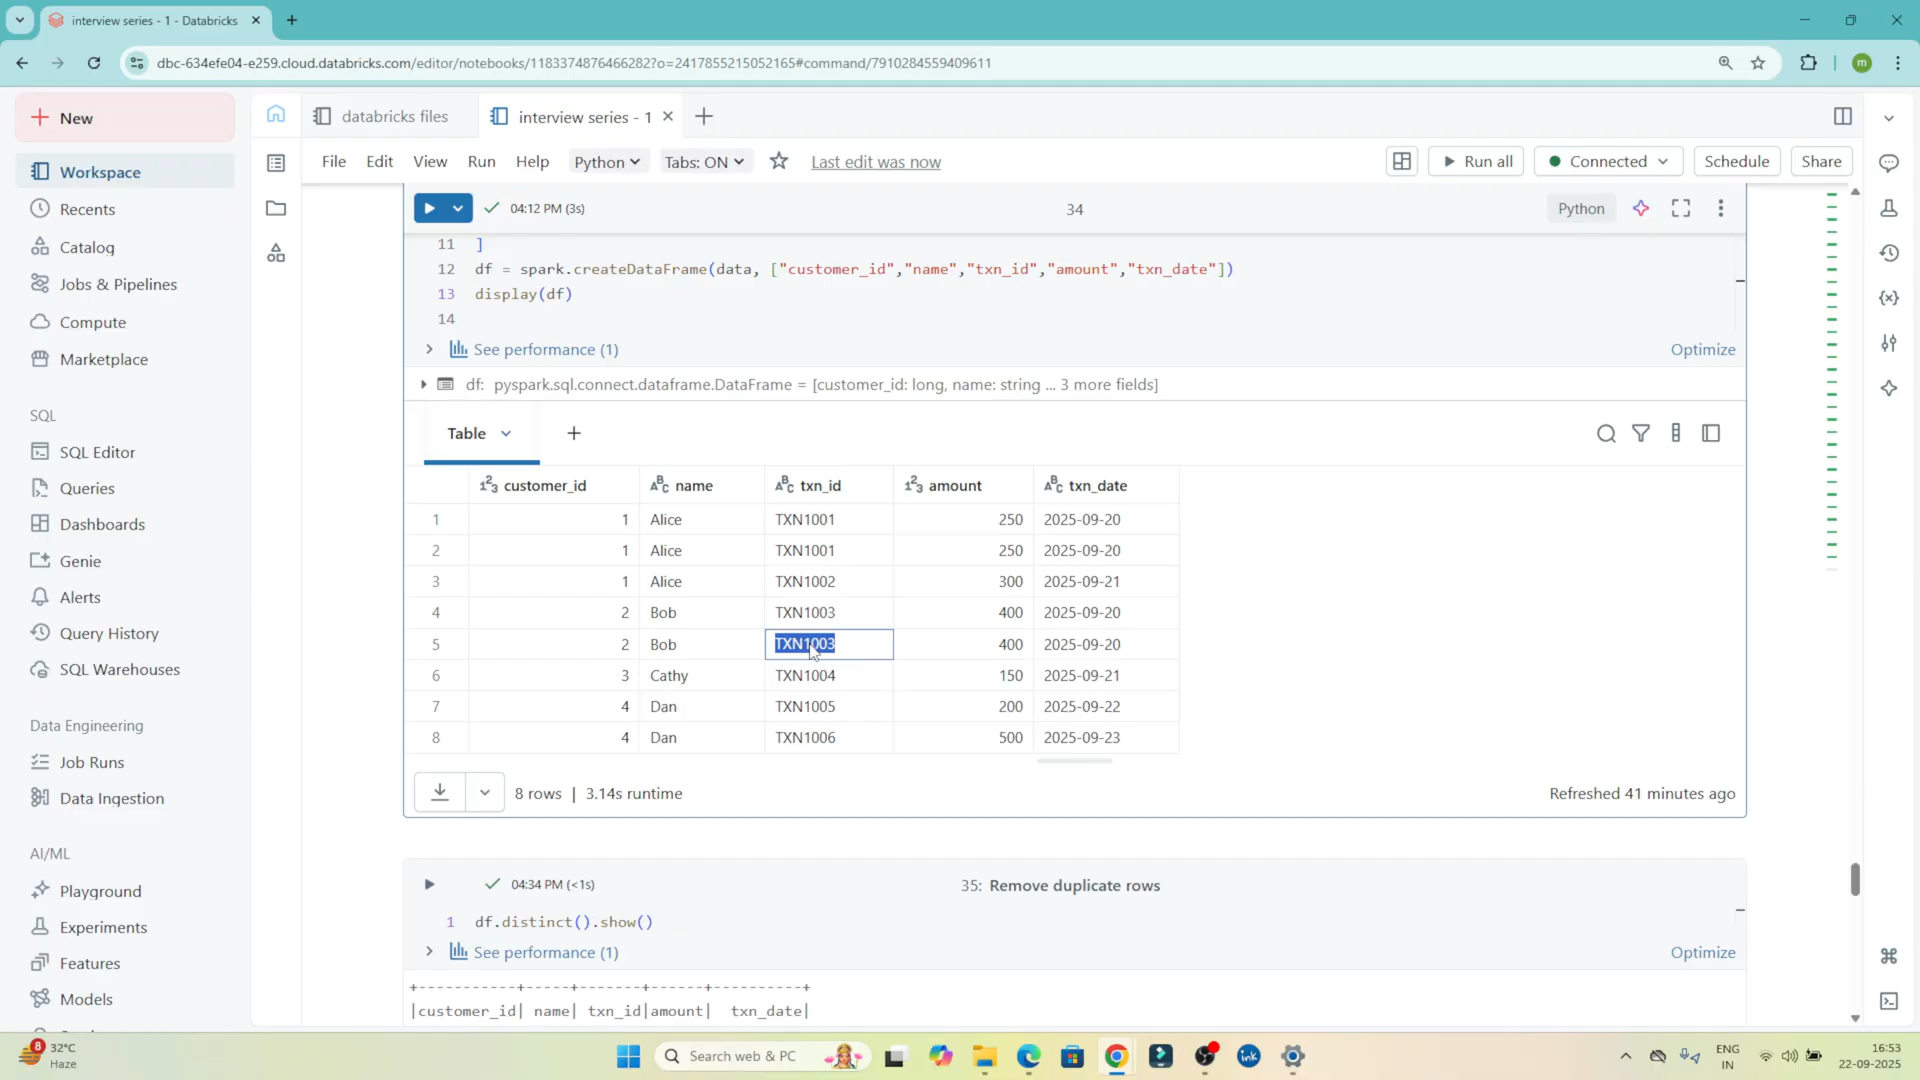 interview series - 1 - Databricks
dbc-634efe04-e259.cloud.databricks.com/editor/notebooks/1183374876466282?o=2417855215052165#command/7910284559409611
m
New
Workspace
Recents
Catalog
Jobs & Pipelines
Compute
Marketplace
SQL
SQL Editor
Queries
Dashboards
Genie
Alerts
Query History
SQL Warehouses
Data Engineering
Job Runs
Data Ingestion
AI/ML
Playground
Experiments
Features
Models
databricks files
interview series - 1
File Edit View Run Help Python Tabs: ON Last edit was now
Run all Connected Schedule Share
04:12 PM (3s) 34 Python
11 ]
12 df = spark.createDataFrame(data, ["customer_id","name","txn_id","amount","txn_date"])
13 display(df)
14
See performance (1) Optimize
df: pyspark.sql.connect.dataframe.DataFrame = [customer_id: long, name: string ... 3 more fields]
Table
customer_id name txn_id amount txn_date
1 1 Alice TXN1001 250 2025-09-20
2 1 Alice TXN1001 250 2025-09-20
3 1 Alice TXN1002 300 2025-09-21
4 2 Bob TXN1003 400 2025-09-20
5 2 Bob TXN1003 400 2025-09-20
6 3 Cathy TXN1004 150 2025-09-21
7 4 Dan TXN1005 200 2025-09-22
8 4 Dan TXN1006 500 2025-09-23
8 rows | 3.14s runtime Refreshed 41 minutes ago
04:34 PM (<1s) 35: Remove duplicate rows
1 df.distinct().show()
See performance (1) Optimize
+-----------+-----+-------+------+----------+
|customer_id| name| txn_id|amount| txn_date|
8
32°C
Haze
Search web & PC
ink
ENG
IN
16:53
22-09-2025